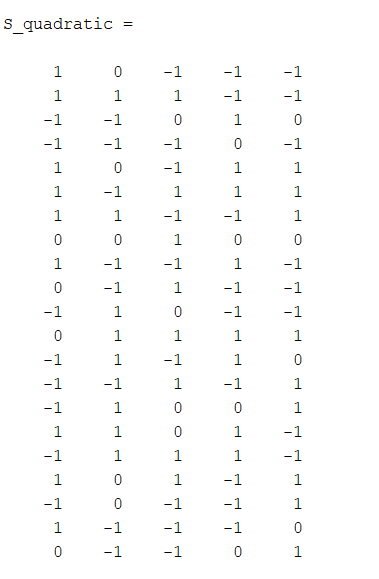 S_quadratic =
1 0 -1 -1 -1
1 1 1 -1 -1
-1 -1 0 1 0
-1 -1 -1 0 -1
1 0 -1 1 1
1 -1 1 1 1
1 1 -1 -1 1
0 0 1 0 0
1 -1 -1 1 -1
0 -1 1 -1 -1
-1 1 0 -1 -1
0 1 1 1 1
-1 1 -1 1 0
-1 -1 1 -1 1
-1 1 0 0 1
1 1 0 1 -1
-1 1 1 1 -1
1 0 1 -1 1
-1 0 -1 -1 1
1 -1 -1 -1 0
0 -1 -1 0 1